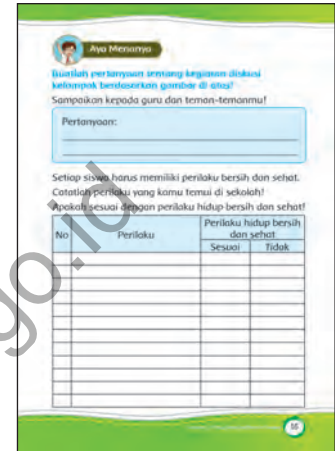 Ayo Menanya
Buatlah pertanyaan tentang kegiatan diskusi
kelompok berdasarkan gambar di atas!
Sampaikan kepada guru dan teman-temanmu!
Pertanyaan:
Setiap siswa harus memiliki perilaku bersih dan sehat.
Catatlah perilaku yang kamu temui di sekolah!
Apakah sesuai dengan perilaku hidup bersih dan sehat!
No Perilaku Perilaku hidup bersih
dan sehat
Sesuai Tidak
go.id